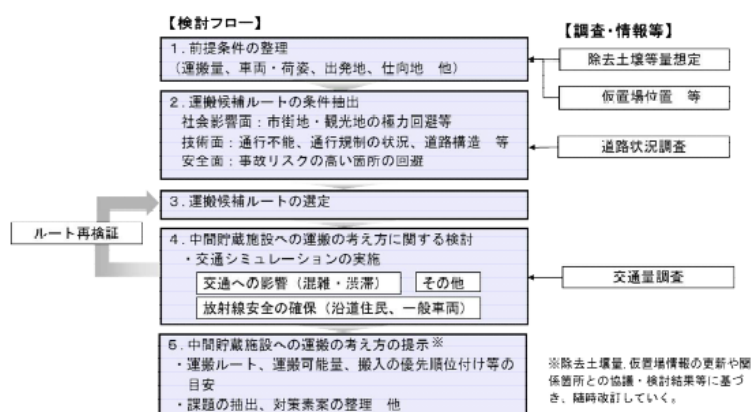 【検討フロー】
【調査・情報等】
1. 前提条件の整理
（運搬量、車両・荷姿、出発地、仕向地　他）
除去土壌等量想定
仮置場位置　等
2. 運搬候補ルートの条件抽出
社会影響面：市街地・観光地の極力回避等
技術面：通行不能、通行規制の状況、道路構造　等
安全面：事故リスクの高い箇所の回避
道路状況調査
3. 運搬候補ルートの選定
ルート再検証
4. 中間貯蔵施設への運搬の考え方に関する検討
・交通シミュレーションの実施
交通への影響（混雑・渋滞）
その他
放射線安全の確保（沿道住民、一般車両）
交通量調査
5. 中間貯蔵施設への運搬の考え方の提示※
・運搬ルート、運搬可能量、搬入の優先順位付け等の
目安
・課題の抽出、対策素案の整理　他
※除去土壌量、仮置場情報の更新や関
係箇所との協議・検討結果等に基づ
き、随時改訂していく。